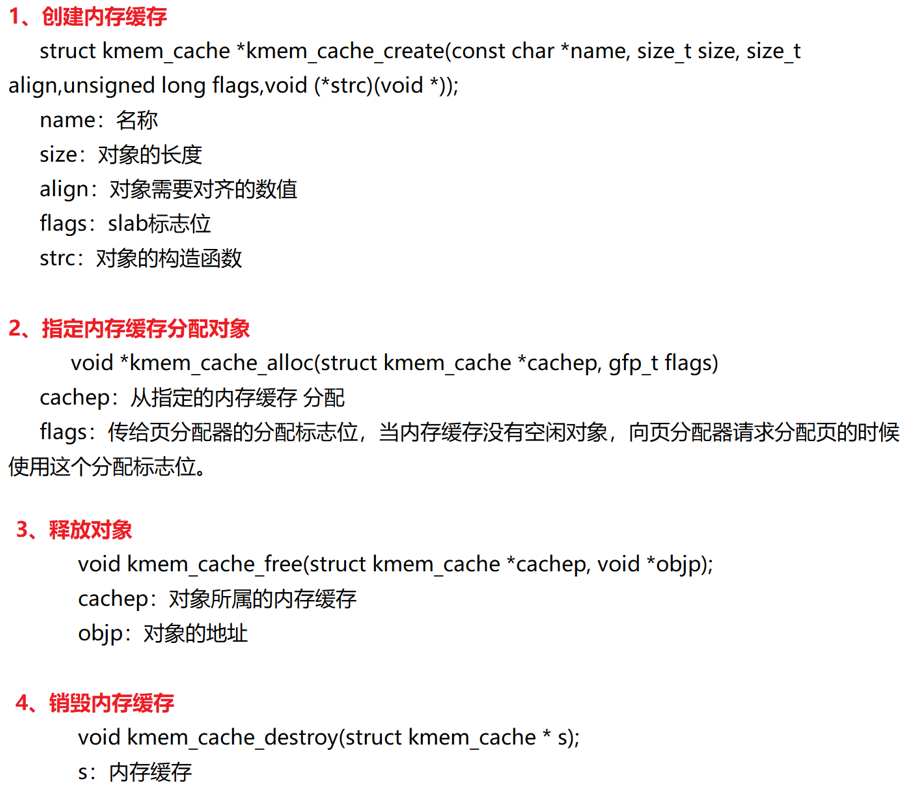 1、创建内存缓存
struct kmem_cache *kmem_cache_create(const char *name, size_t size, size_t
align,unsigned long flags,void (*strc)(void *));
name：名称
size：对象的长度
align：对象需要对齐的数值
flags：slab标志位
strc：对象的构造函数
2、指定内存缓存分配对象
void *kmem_cache_alloc(struct kmem_cache *cachep, gfp_t flags)
cachep：从指定的内存缓存 分配
flags：传给页分配器的分配标志位，当内存缓存没有空闲对象，向页分配器请求分配页的时候
使用这个分配标志位。
3、释放对象
void kmem_cache_free(struct kmem_cache *cachep, void *objp);
cachep：对象所属的内存缓存
objp：对象的地址
4、销毁内存缓存
void kmem_cache_destroy(struct kmem_cache * s);
s：内存缓存